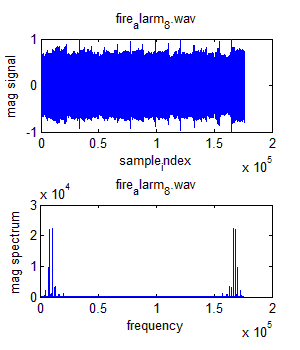 fire_alarm_8.wav
mag signal
1
0
-1
0 0.5 1 1.5 2
sample_index
x 10^5
fire_alarm_8.wav
x 10^4
mag spectrum
3
2
1
0
0 0.5 1 1.5 2
frequency
x 10^5